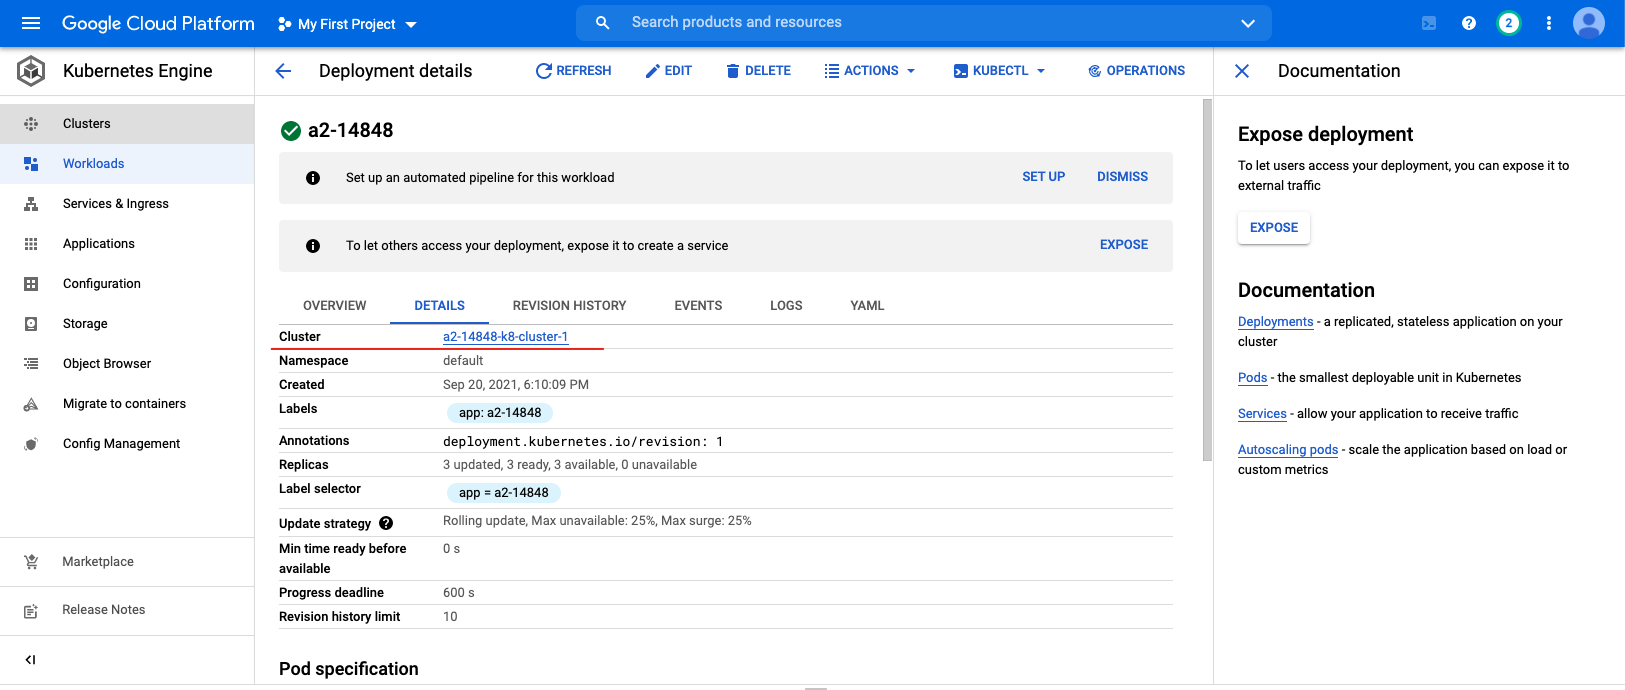 Google Cloud Platform My First Project Search products and resources 2
Kubernetes Engine
Clusters
Workloads
Services & Ingress
Applications
Configuration
Storage
Object Browser
Migrate to containers
Config Management
Marketplace
Release Notes
Deployment details REFRESH EDIT DELETE ACTIONS KUBECTL OPERATIONS
a2-14848
Set up an automated pipeline for this workload SET UP DISMISS
To let others access your deployment, expose it to create a service EXPOSE
OVERVIEW DETAILS REVISION HISTORY EVENTS LOGS YAML
Cluster a2-14848-k8-cluster-1
Namespace default
Created Sep 20, 2021, 6:10:09 PM
Labels app: a2-14848
Annotations deployment.kubernetes.io/revision: 1
Replicas 3 updated, 3 ready, 3 available, 0 unavailable
Label selector app = a2-14848
Update strategy ? Rolling update, Max unavailable: 25%, Max surge: 25%
Min time ready before 0 s
available
Progress deadline 600 s
Revision history limit 10
Pod specification
Documentation
Expose deployment
To let users access your deployment, you can expose it to
external traffic
EXPOSE
Documentation
Deployments - a replicated, stateless application on your
cluster
Pods - the smallest deployable unit in Kubernetes
Services - allow your application to receive traffic
Autoscaling pods - scale the application based on load or
custom metrics